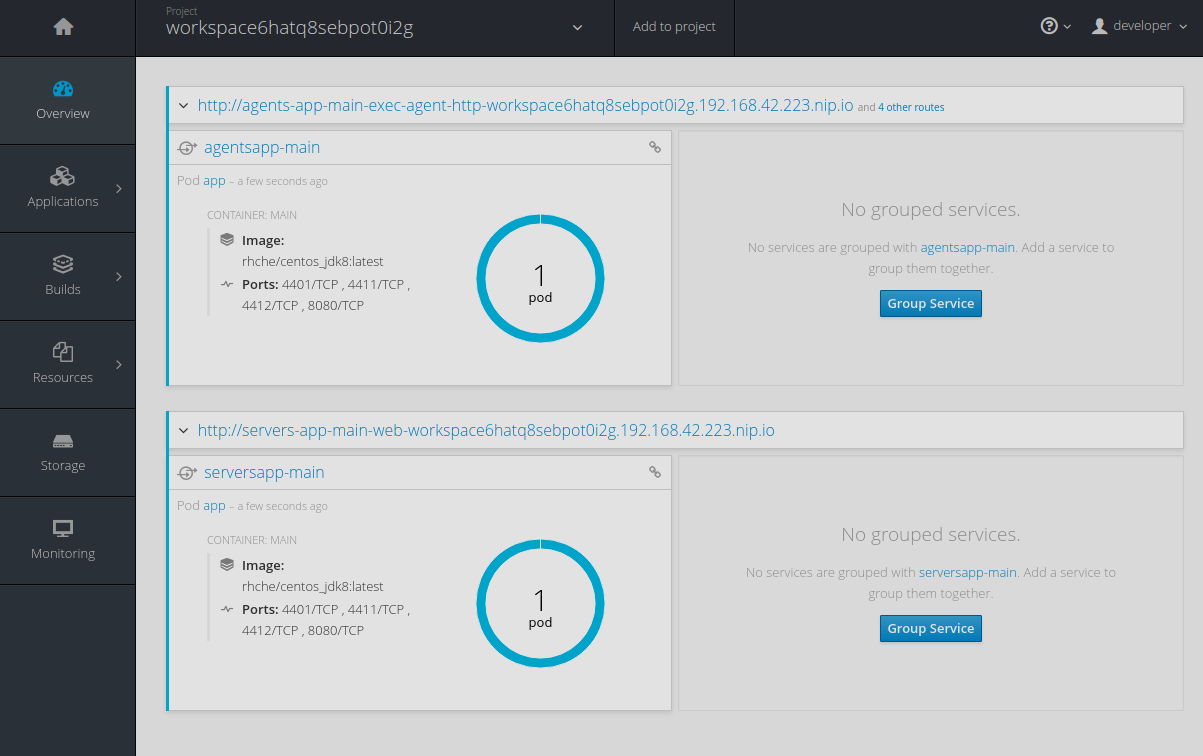 Project
workspace6hatq8sebpot0i2g
Add to project
developer
Overview
Applications
Builds
Resources
Storage
Monitoring
http://agents-app-main-exec-agent-http-workspace6hatq8sebpot0i2g.192.168.42.223.nip.io and 4 other routes
agentsapp-main
Pod app – a few seconds ago
CONTAINER: MAIN
Image:
rhche/centos_jdk8:latest
Ports: 4401/TCP , 4411/TCP ,
4412/TCP , 8080/TCP
1
pod
No grouped services.
No services are grouped with agentsapp-main. Add a service to
group them together.
Group Service
http://servers-app-main-web-workspace6hatq8sebpot0i2g.192.168.42.223.nip.io
serversapp-main
Pod app – a few seconds ago
CONTAINER: MAIN
Image:
rhche/centos_jdk8:latest
Ports: 4401/TCP , 4411/TCP ,
4412/TCP , 8080/TCP
1
pod
No grouped services.
No services are grouped with serversapp-main. Add a service to
group them together.
Group Service